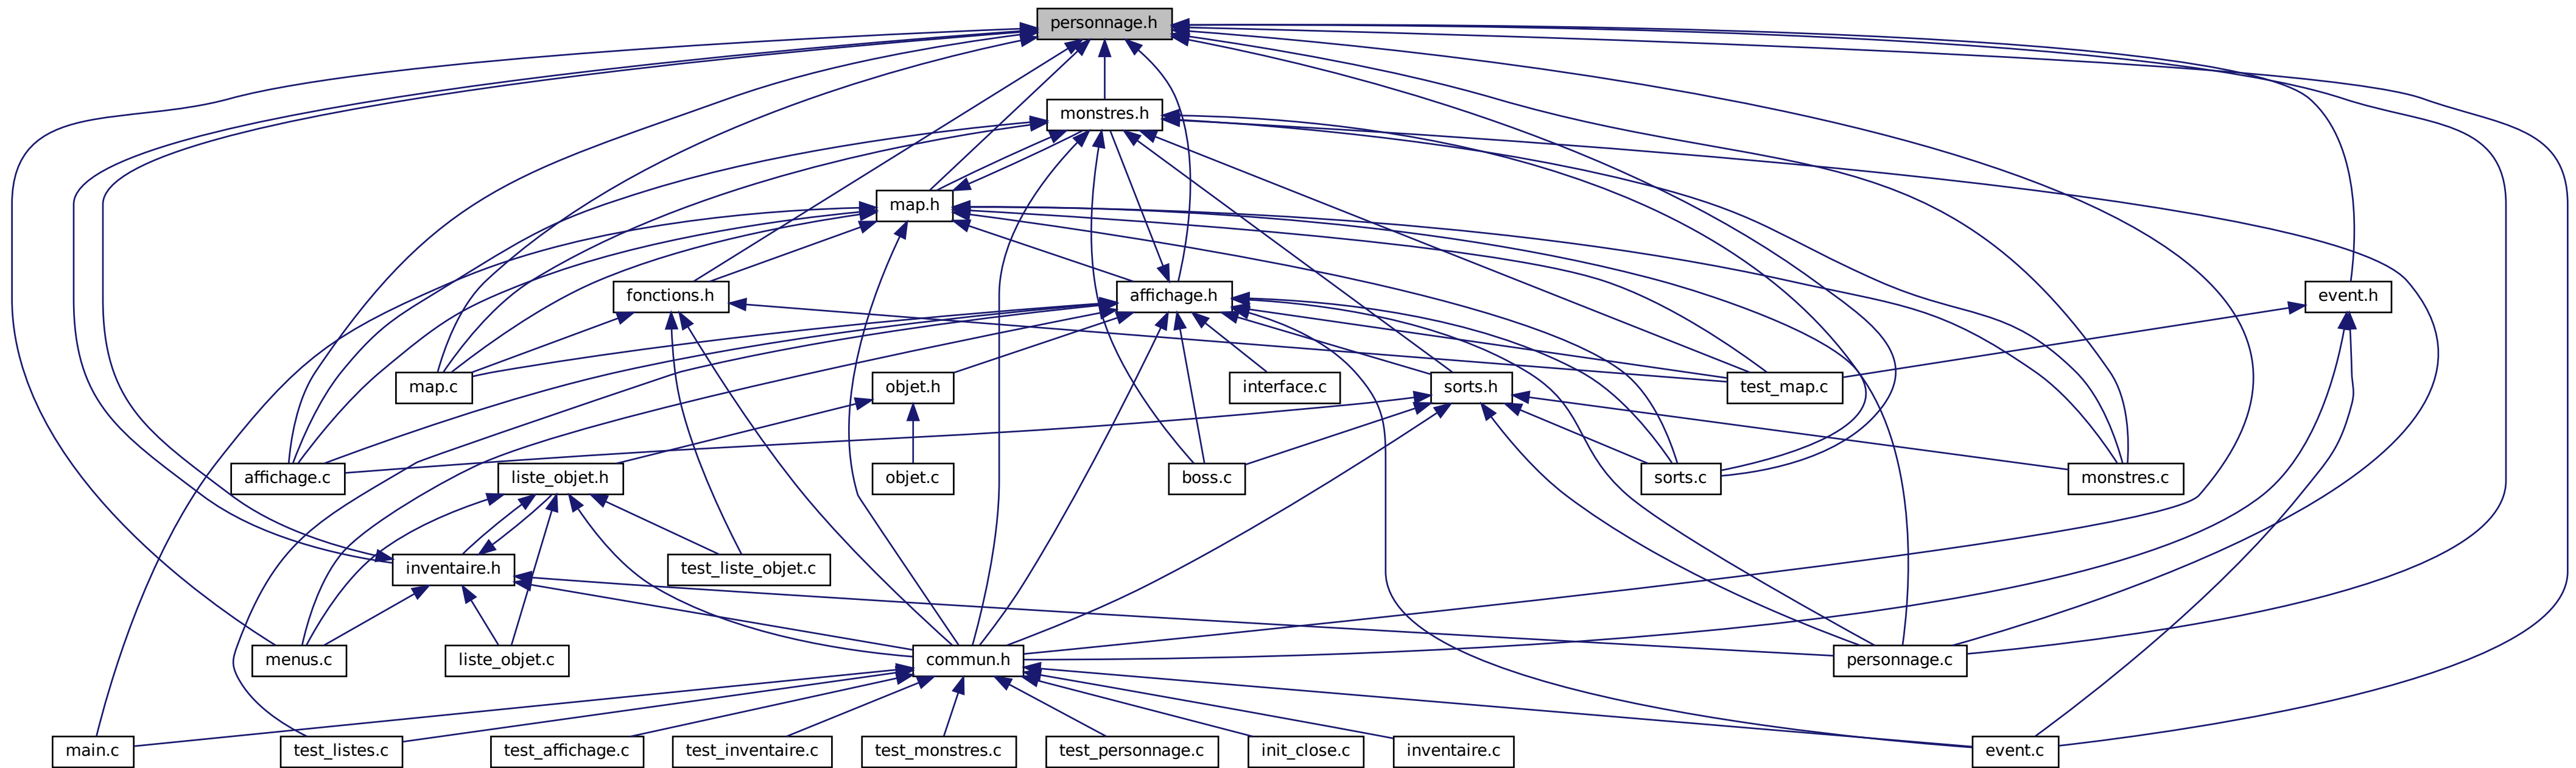 personnage.h
monstres.h
map.h
fonctions.h
affichage.h
event.h
map.c
objet.h
interface.c
sorts.h
test_map.c
affichage.c
liste_objet.h
objet.c
boss.c
sorts.c
monstres.c
inventaire.h
test_liste_objet.c
menus.c
liste_objet.c
commun.h
personnage.c
main.c
test_listes.c
test_affichage.c
test_inventaire.c
test_monstres.c
test_personnage.c
init_close.c
inventaire.c
event.c